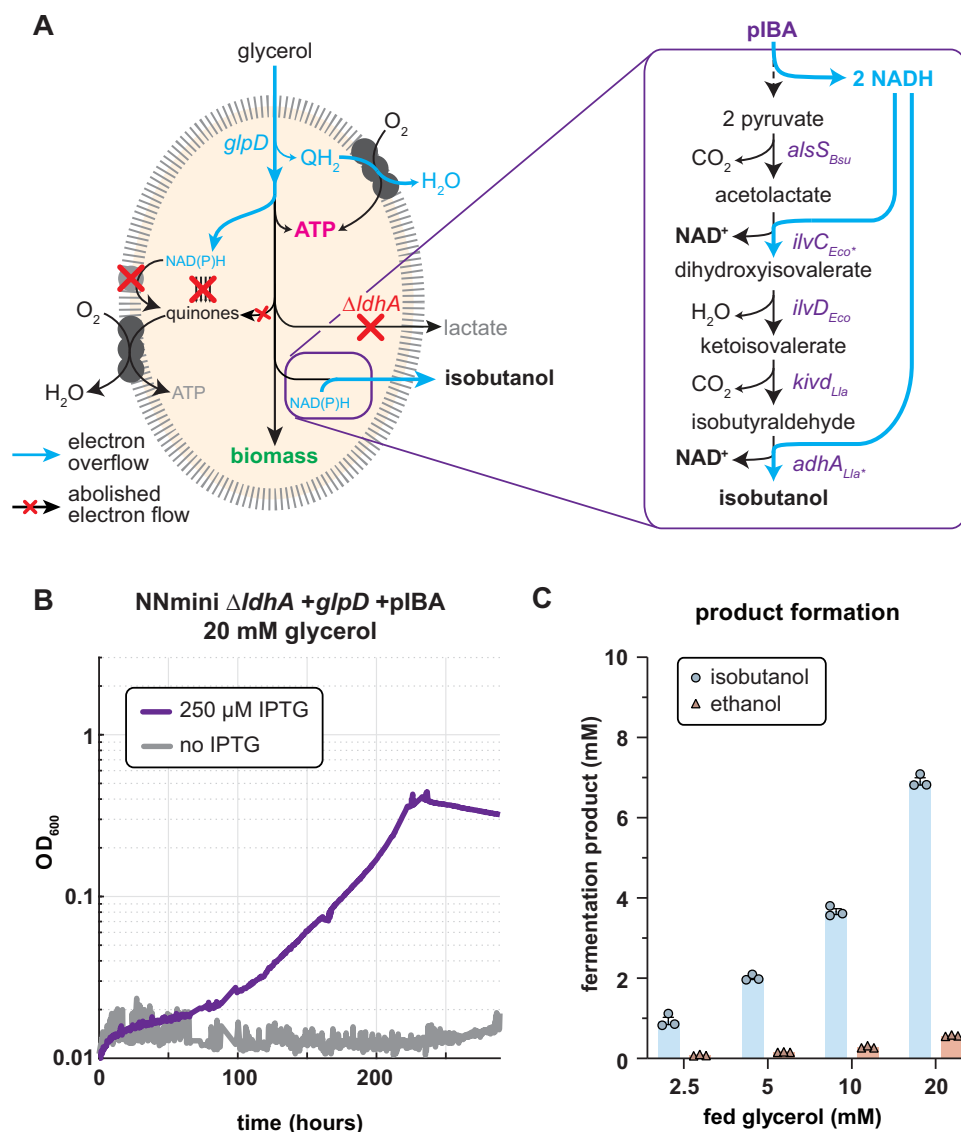 A
glycerol
glpD
QH2
O2
H2O
ATP
NAD(P)H
quinones
O2
H2O
ATP
ΔldhA
lactate
isobutanol
NAD(P)H
biomass
electron
overflow
abolished
electron flow
pIBA
2 NADH
2 pyruvate
CO2
alsSBsu
acetolactate
NAD+
ilvCEco*
dihydroxyisovalerate
H2O
ilvDEco
ketoisovalerate
CO2
kivdLla
isobutyraldehyde
NAD+
adhALla*
isobutanol
B
NNmini ΔldhA +glpD +pIBA
20 mM glycerol
250 µM IPTG
no IPTG
OD600
1
0.1
0.01
0
100
200
time (hours)
C
product formation
isobutanol
ethanol
fermentation product (mM)
10
8
6
4
2
0
2.5
5
10
20
fed glycerol (mM)